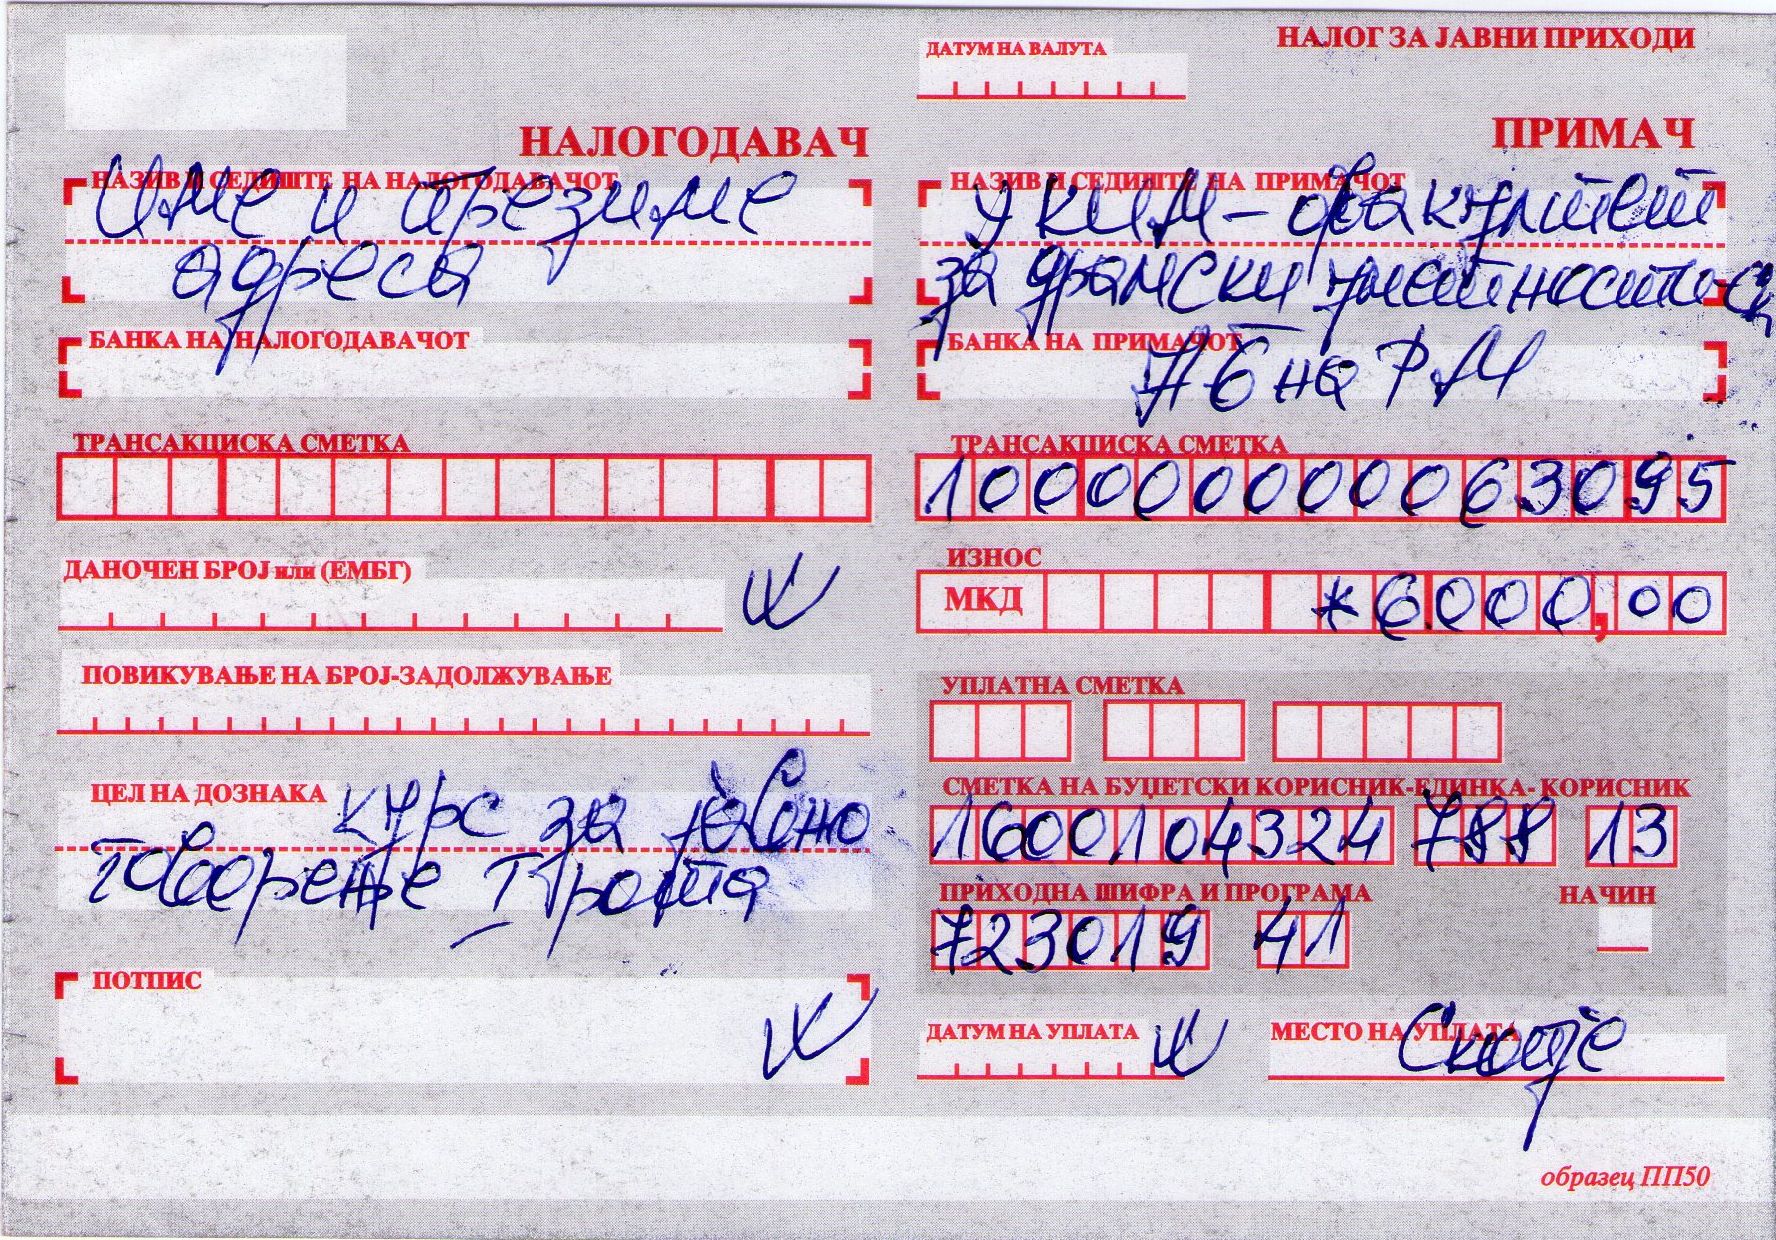 НАЛОГ ЗА ЈАВНИ ПРИХОДИ
ДАТУМ НА ВАЛУТА
НАЛОГОДАВАЧ
НАЗИВ И СЕДИШТЕ НА НАЛОГОДАВАЧОТ
Име и презиме
адреса
БАНКА НА НАЛОГОДАВАЧОТ
ТРАНСАКЦИСКА СМЕТКА
ДАНОЧЕН БРОЈ или (ЕМБГ)
ПОВИКУВАЊЕ НА БРОЈ-ЗАДОЛЖУВАЊЕ
ЦЕЛ НА ДОЗНАКА
курс за јавно
говорење I рата
ПОТПИС
ПРИМАЧ
НАЗИВ И СЕДИШТЕ НА ПРИМАЧОТ
УКИМ - Факултет
за драмски уметности-Ск
БАНКА НА ПРИМАЧОТ
НБ на РМ
ТРАНСАКЦИСКА СМЕТКА
100000000063095
ИЗНОС
МКД *6.000,00
УПЛАТНА СМЕТКА
СМЕТКА НА БУЏЕТСКИ КОРИСНИК-ЕДИНКА- КОРИСНИК
1600104324 788 13
ПРИХОДНА ШИФРА И ПРОГРАМА
НАЧИН
723019 41
ДАТУМ НА УПЛАТА
МЕСТО НА УПЛАТА
Скопје
образец ПП50